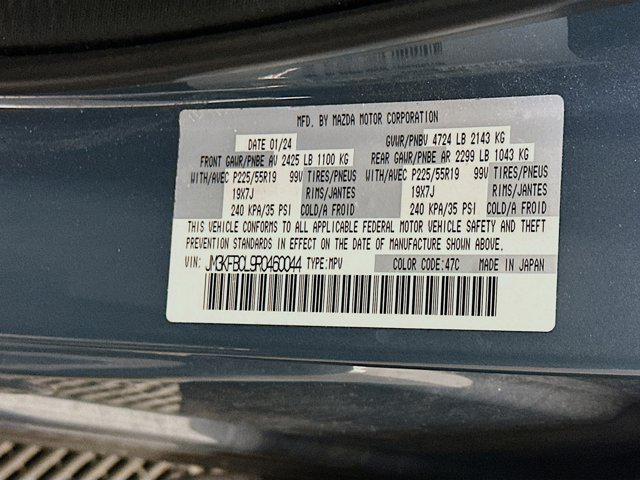 MFD. BY MAZDA MOTOR CORPORATION
DATE 01/24 GVWR/PNBV 4724 LB 2143 KG
FRONT GAWR/PNBE AV 2425 LB 1100 KG REAR GAWR/PNBE AR 2299 LB 1043 KG
WITH/AVEC P225/55R19 99V TIRES/PNEUS WITH/AVEC P225/55R19 99V TIRES/PNEUS
19X7J RIMS/JANTES 19X7J RIMS/JANTES
240 KPA/35 PSI COLD/A FROID 240 KPA/35 PSI COLD/A FROID
THIS VEHICLE CONFORMS TO ALL APPLICABLE FEDERAL MOTOR VEHICLE SAFETY AND THEFT
PREVENTION STANDARDS IN EFFECT ON THE DATE OF MANUFACTURE SHOWN ABOVE.
VIN: JM3KFBCL9R0460044 TYPE:MPV COLOR CODE:47C MADE IN JAPAN